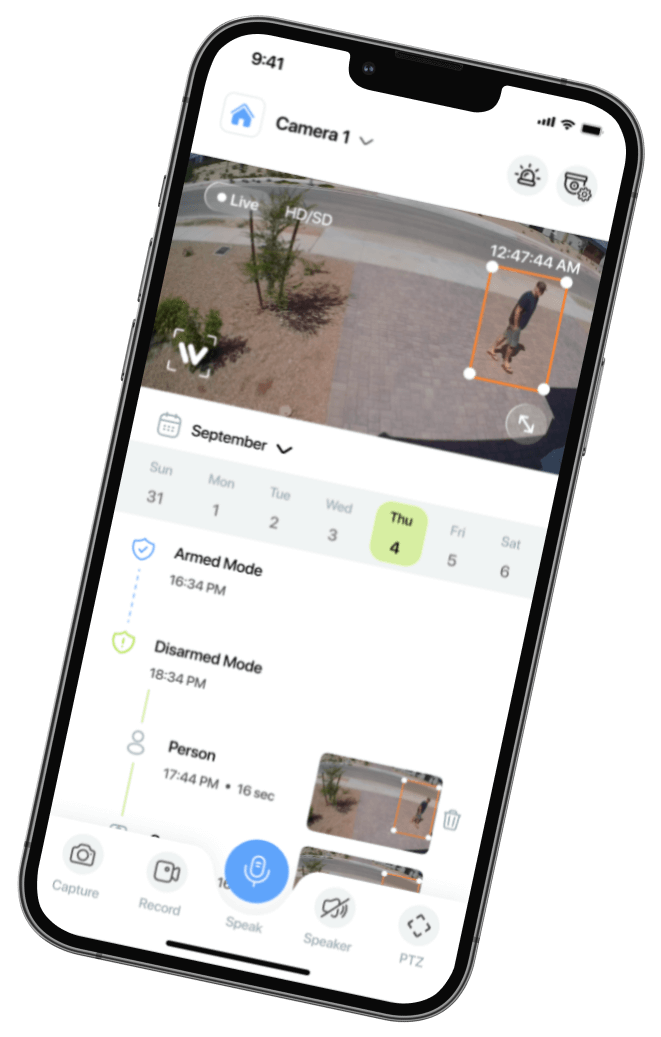 9:41
Camera 1
Live HD/SD
12:47:44 AM
September
Sun Mon Tue Wed Thu Fri Sat
31 1 2 3 4 5 6
Armed Mode
16:34 PM
Disarmed Mode
18:34 PM
Person
17:44 PM • 16 sec
16
Capture Record Speak Speaker PTZ